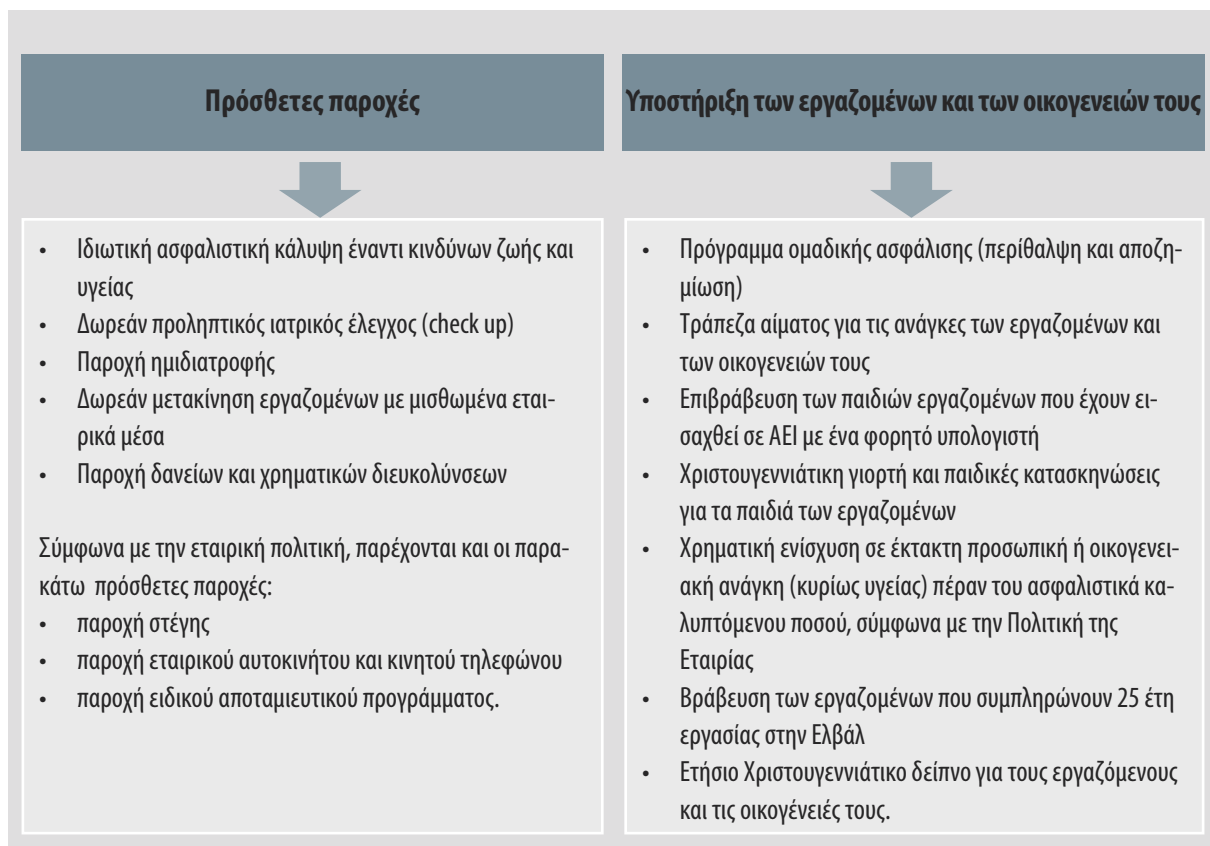 Πρόσθετες παροχές
• Ιδιωτική ασφαλιστική κάλυψη έναντι κινδύνων ζωής και
υγείας
• Δωρεάν προληπτικός ιατρικός έλεγχος (check up)
• Παροχή ημιδιατροφής
• Δωρεάν μετακίνηση εργαζομένων με μισθωμένα εται-
ρικά μέσα
• Παροχή δανείων και χρηματικών διευκολύνσεων
Σύμφωνα με την εταιρική πολιτική, παρέχονται και οι παρα-
κάτω πρόσθετες παροχές:
• παροχή στέγης
• παροχή εταιρικού αυτοκινήτου και κινητού τηλεφώνου
• παροχή ειδικού αποταμιευτικού προγράμματος.
Υποστήριξη των εργαζομένων και των οικογενειών τους
• Πρόγραμμα ομαδικής ασφάλισης (περίθαλψη και αποζη-
μίωση)
• Τράπεζα αίματος για τις ανάγκες των εργαζομένων και
των οικογενειών τους
• Επιβράβευση των παιδιών εργαζομένων που έχουν ει-
σαχθεί σε ΑΕΙ με ένα φορητό υπολογιστή
• Χριστουγεννιάτικη γιορτή και παιδικές κατασκηνώσεις
για τα παιδιά των εργαζομένων
• Χρηματική ενίσχυση σε έκτακτη προσωπική ή οικογενει-
ακή ανάγκη (κυρίως υγείας) πέραν του ασφαλιστικά κα-
λυπτόμενου ποσού, σύμφωνα με την Πολιτική της
Εταιρίας
• Βράβευση των εργαζομένων που συμπληρώνουν 25 έτη
εργασίας στην Ελβάλ
• Ετήσιο Χριστουγεννιάτικο δείπνο για τους εργαζόμενους
και τις οικογένειές τους.